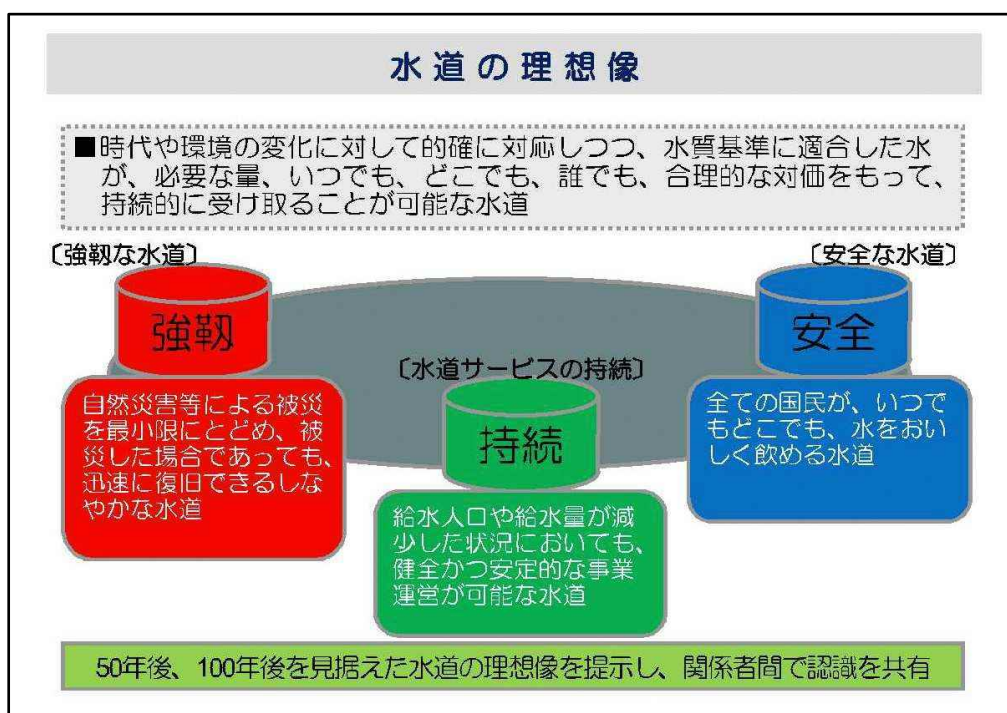 水道の理想像
■時代や環境の変化に対して的確に対応しつつ、水質基準に適合した水
が、必要な量、いつでも、どこでも、誰でも、合理的な対価をもって、
持続的に受け取ることが可能な水道
〔強靱な水道〕
強靱
自然災害等による被災
を最小限にとどめ、被
災した場合であっても、
迅速に復旧できるしな
やかな水道
〔水道サービスの持続〕
持続
給水人口や給水量が減
少した状況においても、
健全かつ安定的な事業
運営が可能な水道
〔安全な水道〕
安全
全ての国民が、いつで
もどこでも、水をおい
しく飲める水道
50年後、100年後を見据えた水道の理想像を提示し、関係者間で認識を共有